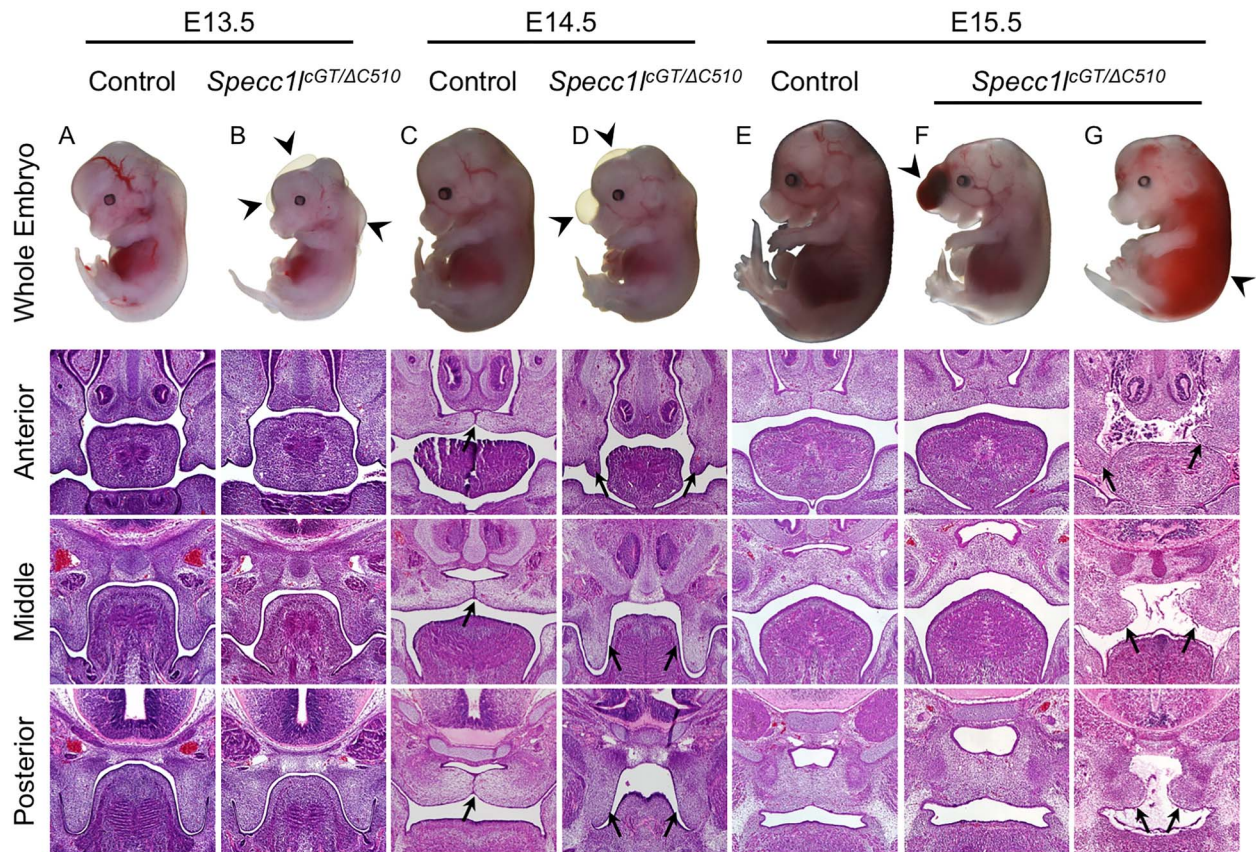 E13.5 E14.5 E15.5
Control Specc1l^cGT/ΔC510 Control Specc1l^cGT/ΔC510 Control Specc1l^cGT/ΔC510
A B C D E F G
Whole Embryo
Anterior
Middle
Posterior